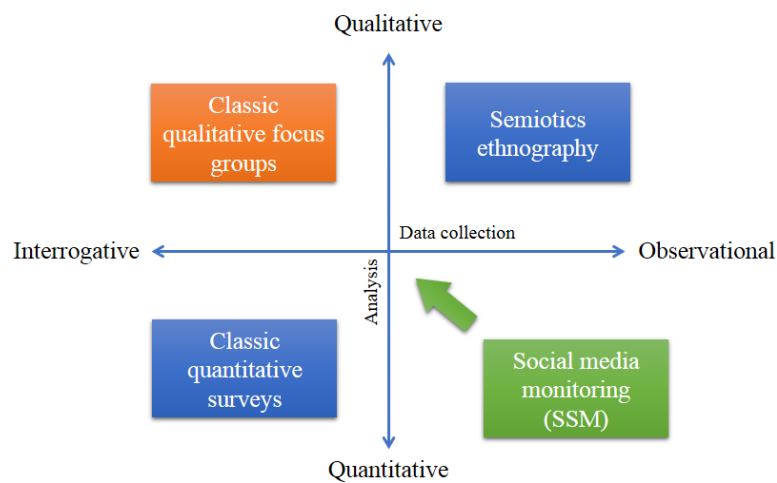 Qualitative
Classic
qualitative focus
groups
Semiotics
ethnography
Data collection
Interrogative
Observational
Analysis
Classic
quantitative
surveys
Social media
monitoring
(SSM)
Quantitative